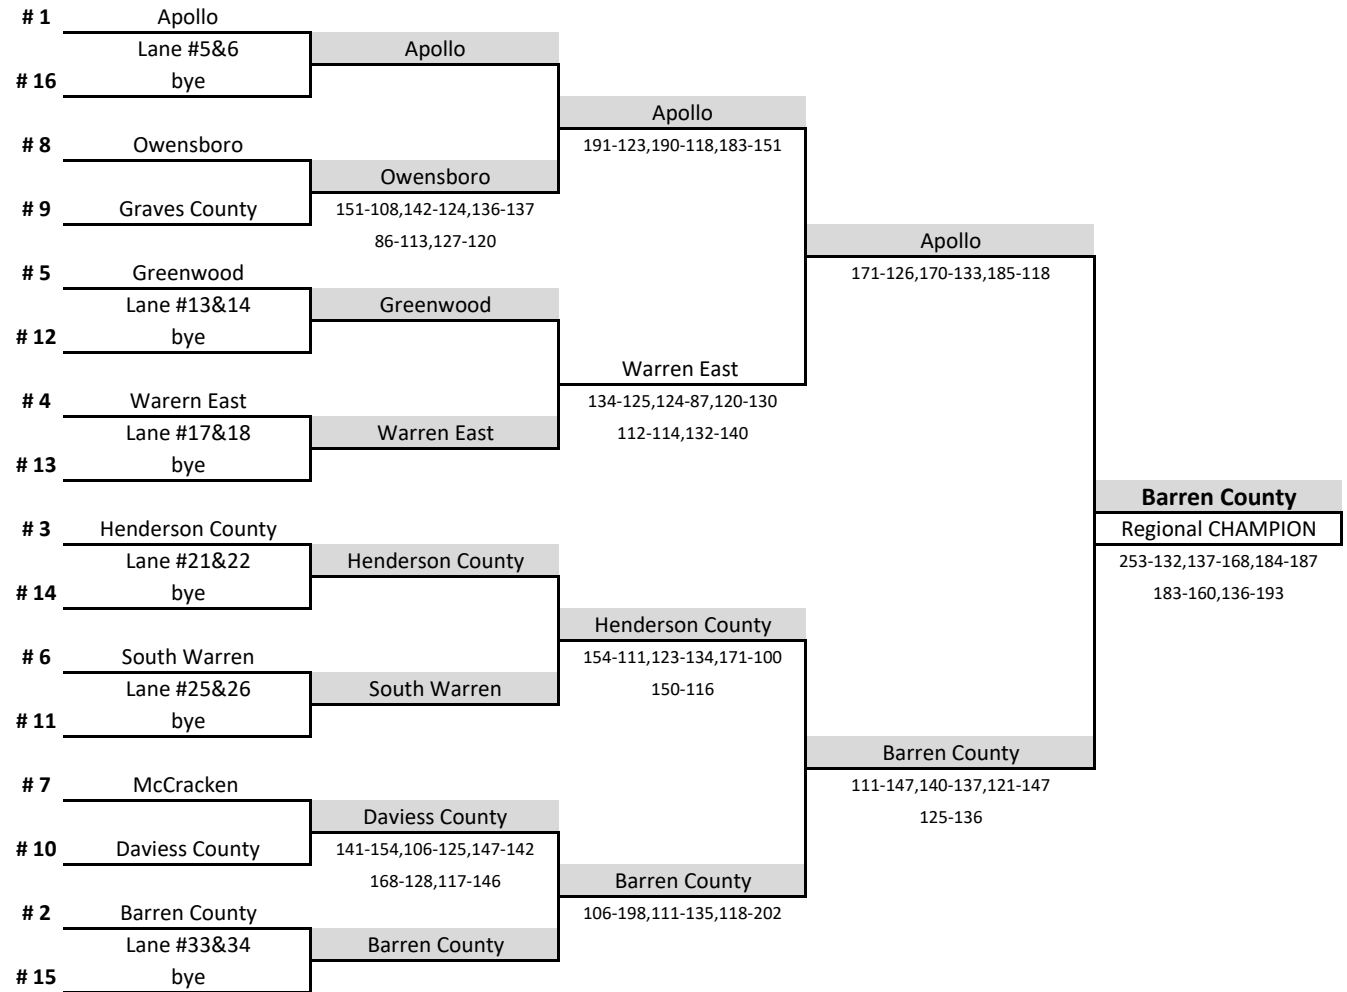 # 1 Apollo
Lane #5&6 Apollo
# 16 bye
Apollo
# 8 Owensboro 191-123,190-118,183-151
Owensboro
# 9 Graves County 151-108,142-124,136-137
86-113,127-120 Apollo
# 5 Greenwood 171-126,170-133,185-118
Lane #13&14 Greenwood
# 12 bye
Warren East
# 4 Warern East 134-125,124-87,120-130
Lane #17&18 Warren East 112-114,132-140
# 13 bye
Barren County
# 3 Henderson County Regional CHAMPION
Lane #21&22 Henderson County 253-132,137-168,184-187
# 14 bye 183-160,136-193
Henderson County
# 6 South Warren 154-111,123-134,171-100
Lane #25&26 South Warren 150-116
# 11 bye
Barren County
# 7 McCracken 111-147,140-137,121-147
Daviess County 125-136
# 10 Daviess County 141-154,106-125,147-142
168-128,117-146 Barren County
# 2 Barren County 106-198,111-135,118-202
Lane #33&34 Barren County
# 15 bye